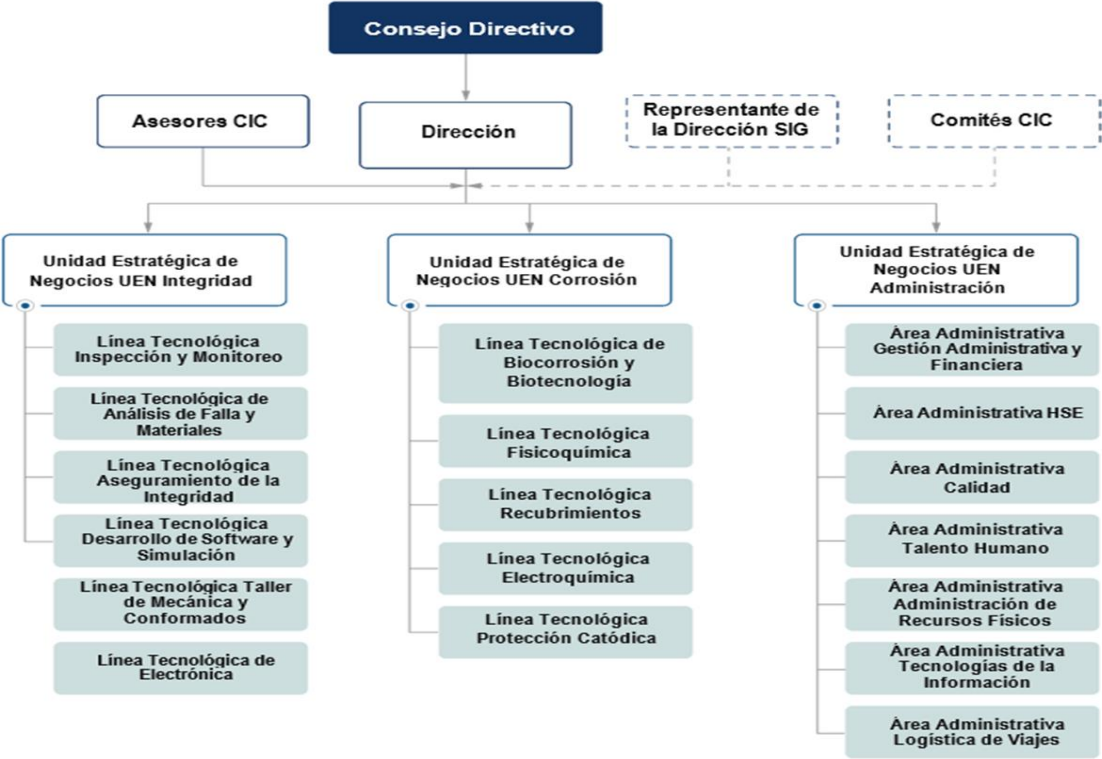 Consejo Directivo
Asesores CIC
Dirección
Representante de
la Dirección SIG
Comités CIC
Unidad Estratégica de
Negocios UEN Integridad
Línea Tecnológica
Inspección y Monitoreo
Línea Tecnológica de
Análisis de Falla y
Materiales
Línea Tecnológica
Aseguramiento de la
Integridad
Línea Tecnológica
Desarrollo de Software y
Simulación
Línea Tecnológica Taller
de Mecánica y
Conformados
Línea Tecnológica de
Electrónica
Unidad Estratégica de
Negocios UEN Corrosión
Línea Tecnológica de
Biocorrosión y
Biotecnología
Línea Tecnológica
Fisicoquímica
Línea Tecnológica
Recubrimientos
Línea Tecnológica
Electroquímica
Línea Tecnológica
Protección Catódica
Unidad Estratégica de
Negocios UEN
Administración
Área Administrativa
Gestión Administrativa y
Financiera
Área Administrativa HSE
Área Administrativa
Calidad
Área Administrativa
Talento Humano
Área Administrativa
Administración de
Recursos Físicos
Área Administrativa
Tecnologías de la
Información
Área Administrativa
Logística de Viajes